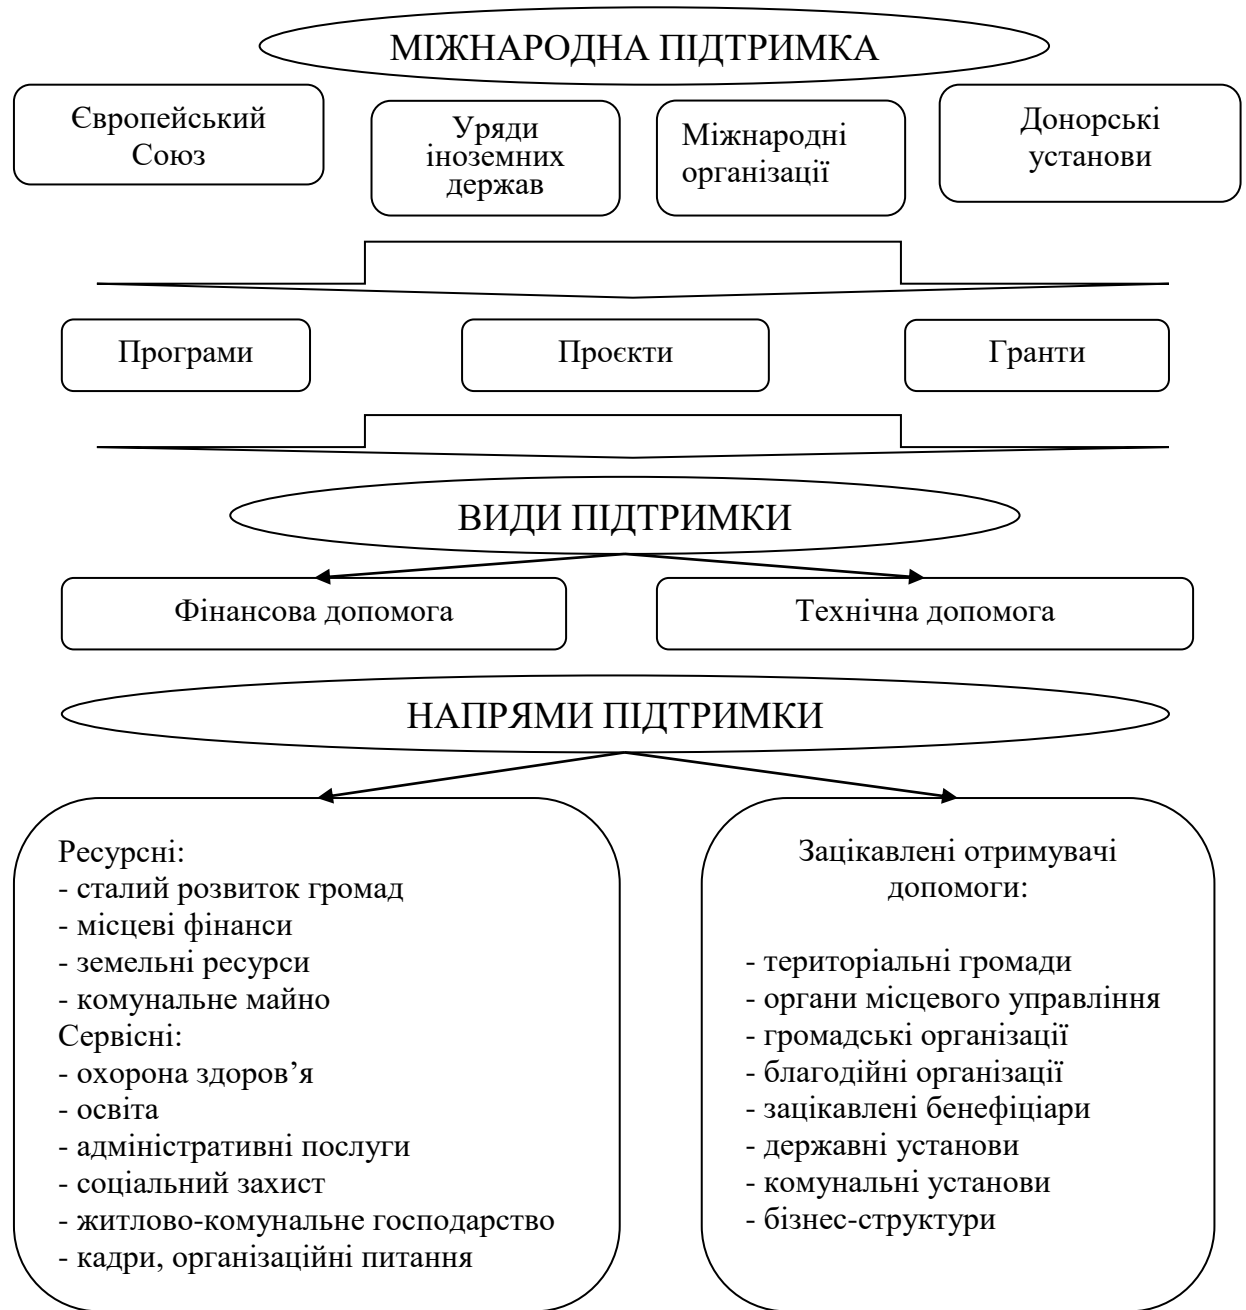 МІЖНАРОДНА ПІДТРИМКА
Європейський
Союз
Уряди
іноземних
держав
Міжнародні
організації
Донорські
установи
Програми
Проєкти
Гранти
ВИДИ ПІДТРИМКИ
Фінансова допомога
Технічна допомога
НАПРЯМИ ПІДТРИМКИ
Ресурсні:
- сталий розвиток громад
- місцеві фінанси
- земельні ресурси
- комунальне майно
Сервісні:
- охорона здоров’я
- освіта
- адміністративні послуги
- соціальний захист
- житлово-комунальне господарство
- кадри, організаційні питання
Зацікавлені отримувачі
допомоги:
- територіальні громади
- органи місцевого управління
- громадські організації
- благодійні організації
- зацікавлені бенефіціари
- державні установи
- комунальні установи
- бізнес-структури